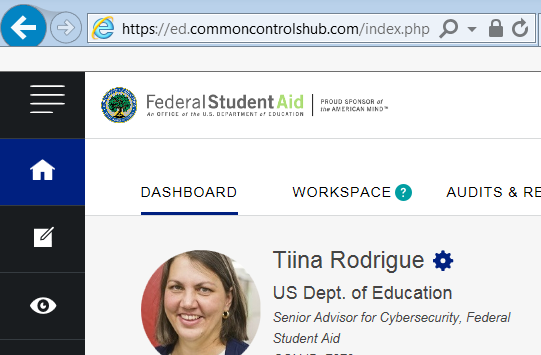 https://ed.commoncontrolshub.com/index.php
Federal Student Aid
An OFFICE of the U.S. DEPARTMENT of EDUCATION
PROUD SPONSOR of
the AMERICAN MIND™
DASHBOARD
WORKSPACE ?
AUDITS & RE
Tiina Rodrigue
US Dept. of Education
Senior Advisor for Cybersecurity, Federal
Student Aid